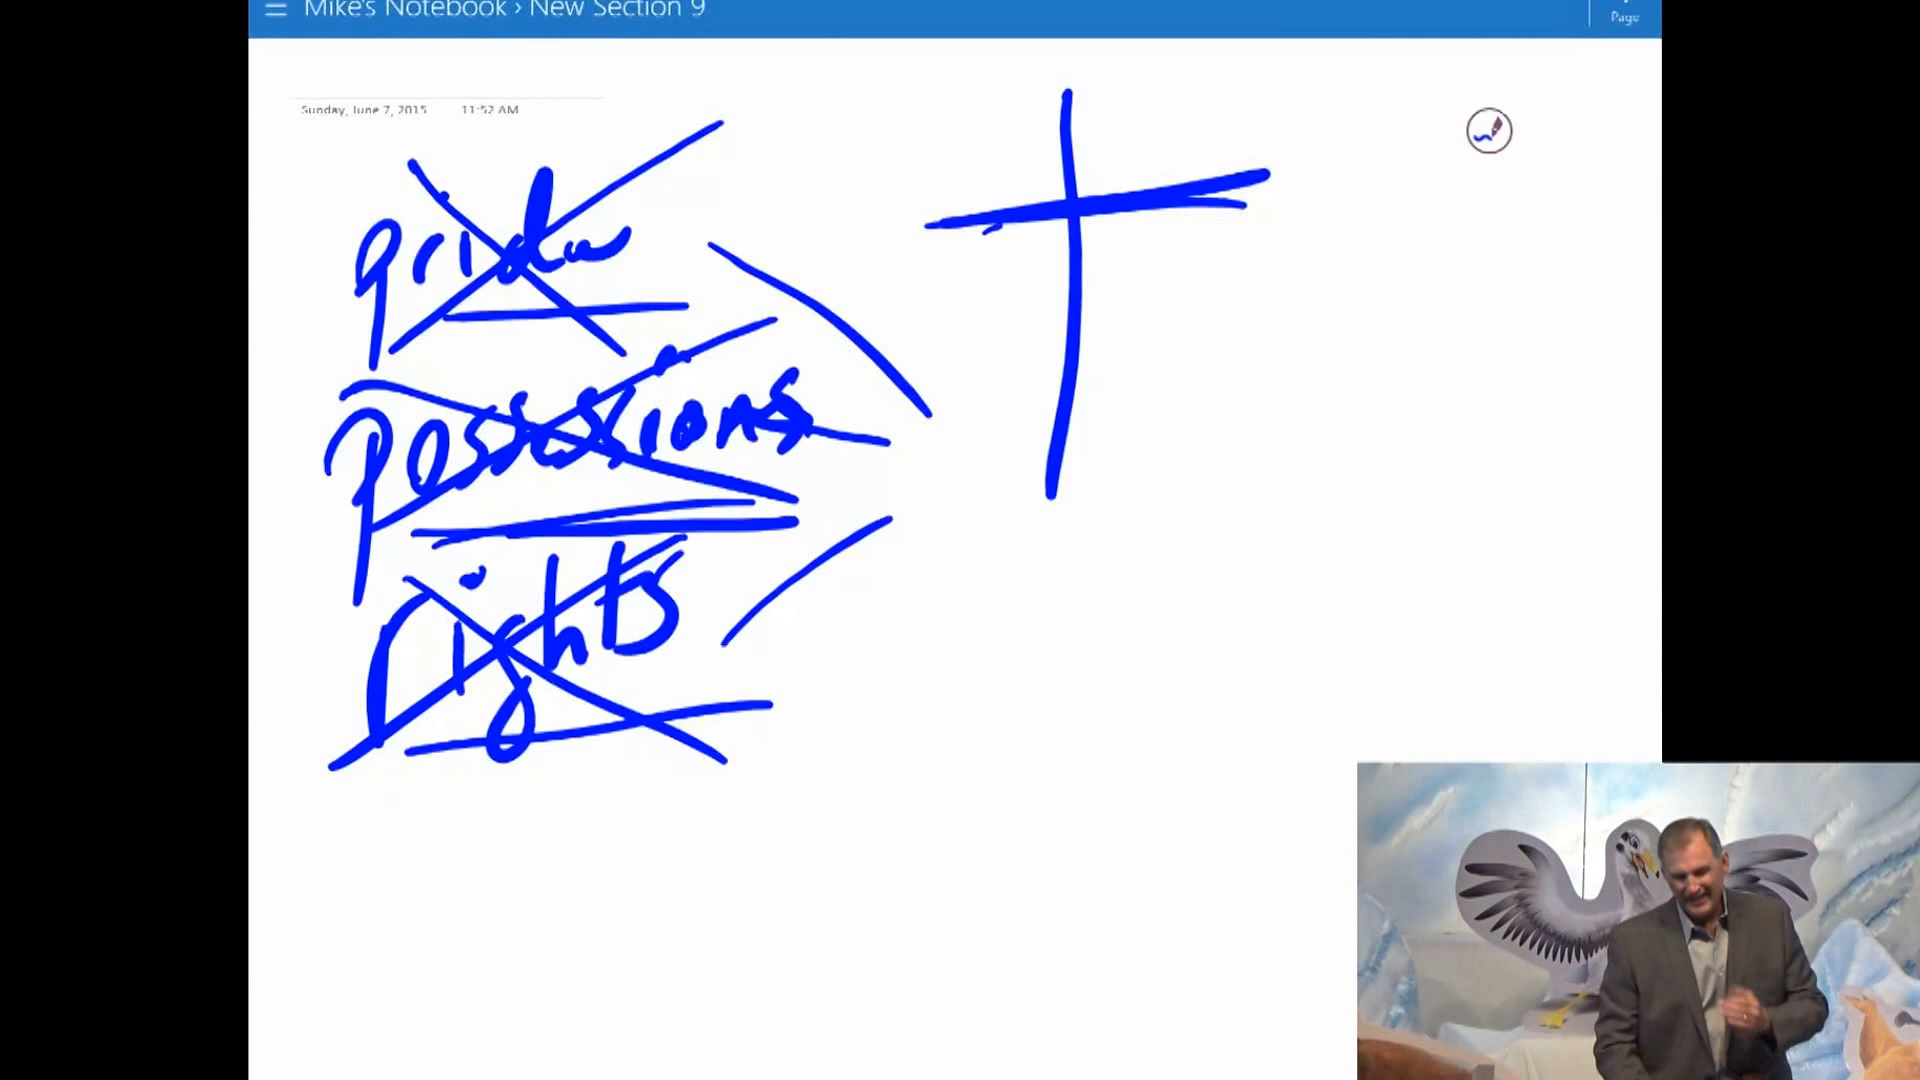 Mike's Notebook › New Section 9
Page
Sunday, June 7, 2015 11:52 AM
pride
possessions
rights